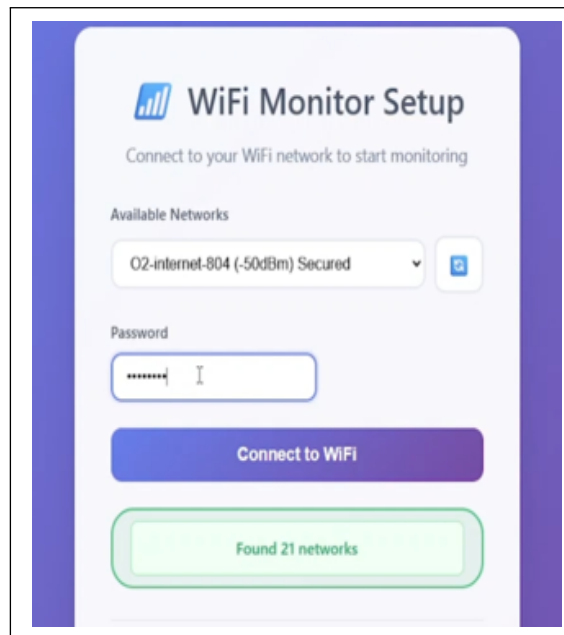 WiFi Monitor Setup
Connect to your WiFi network to start monitoring
Available Networks
O2-internet-804 (-50dBm) Secured
Password
••••••••
Connect to WiFi
Found 21 networks